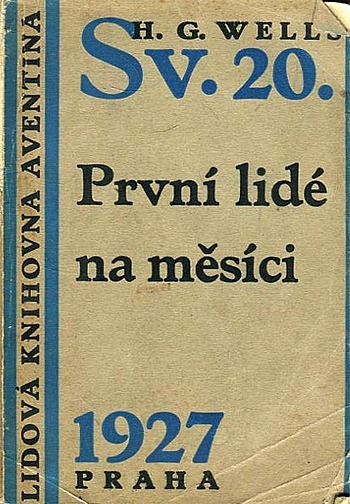 H. G. WELLS
Sv. 20.
První lidé
na měsíci
1927
PRAHA
LIDOVÁ KNIHOVNA AVENTINA